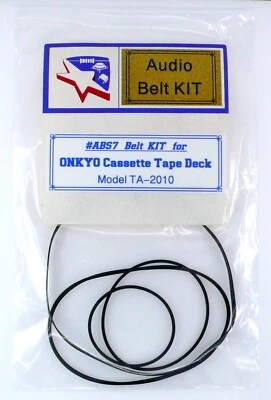 Audio
Belt KIT
#ABS7 Belt KIT for
ONKYO Cassette Tape Deck
Model TA-2010